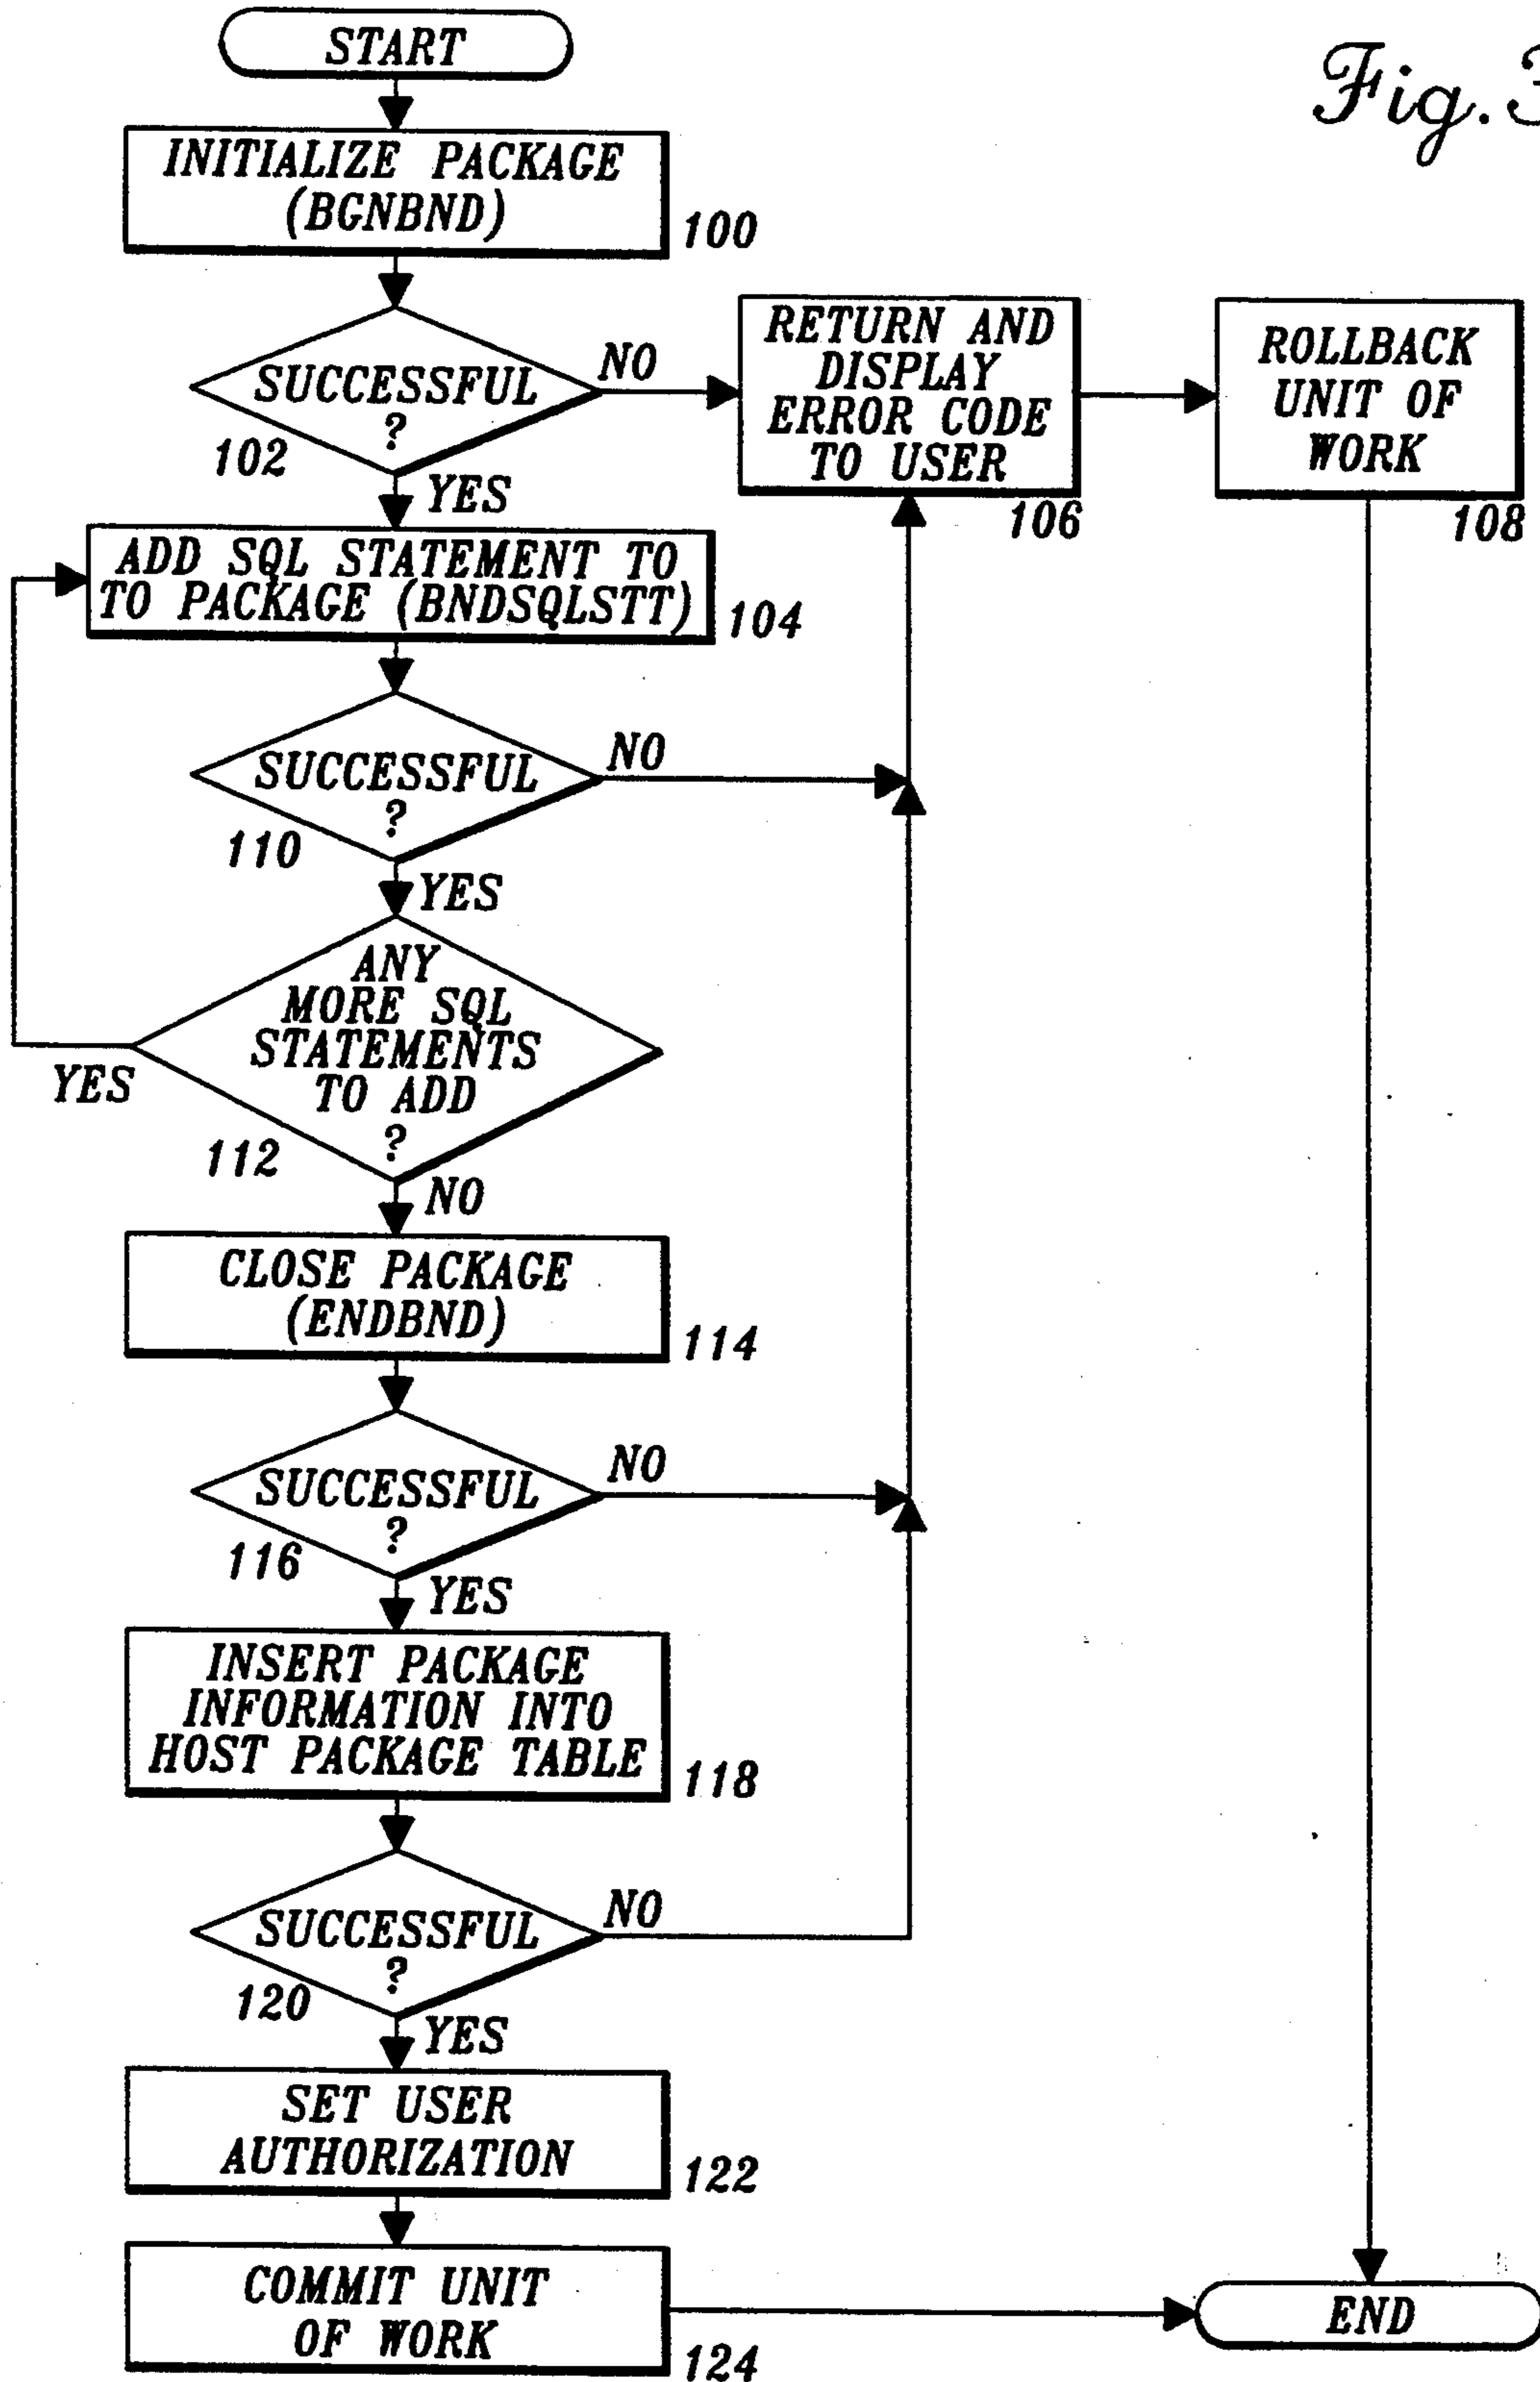 START
Fig. 3
INITIALIZE PACKAGE
(BGNBND)
100
SUCCESSFUL
?
102
NO
YES
RETURN AND
DISPLAY
ERROR CODE
TO USER
106
ROLLBACK
UNIT OF
WORK
108
ADD SQL STATEMENT TO
TO PACKAGE (BNDSQLSTT)
104
SUCCESSFUL
?
110
NO
YES
ANY
MORE SQL
STATEMENTS
TO ADD
?
112
YES
NO
CLOSE PACKAGE
(ENDBND)
114
SUCCESSFUL
?
116
NO
YES
INSERT PACKAGE
INFORMATION INTO
HOST PACKAGE TABLE
118
SUCCESSFUL
?
120
NO
YES
SET USER
AUTHORIZATION
122
COMMIT UNIT
OF WORK
124
END